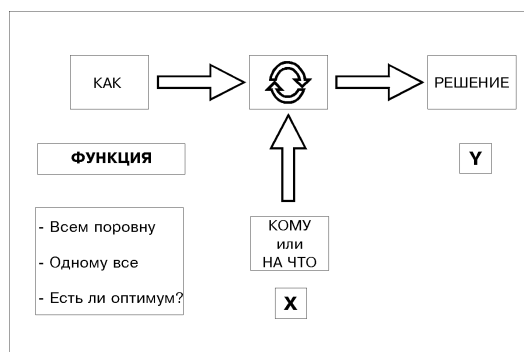 КАК
РЕШЕНИЕ
ФУНКЦИЯ
Y
- Всем поровну
- Одному все
- Есть ли оптимум?
КОМУ
или
НА ЧТО
X